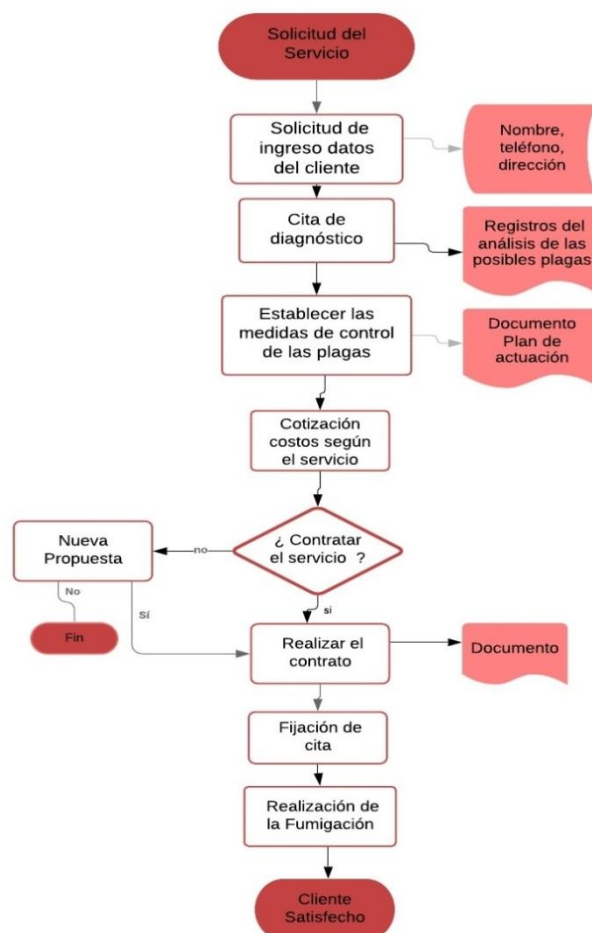 Solicitud del
Servicio
Solicitud de
ingreso datos
del cliente
Nombre,
teléfono,
dirección
Cita de
diagnóstico
Registros del
análisis de las
posibles plagas
Establecer las
medidas de control
de las plagas
Documento
Plan de
actuación
Cotización
costos según
el servicio
¿ Contratar
el servicio ?
no
Nueva
Propuesta
No
Sí
si
Fin
Realizar el
contrato
Documento
Fijación de
cita
Realización de
la Fumigación
Cliente
Satisfecho